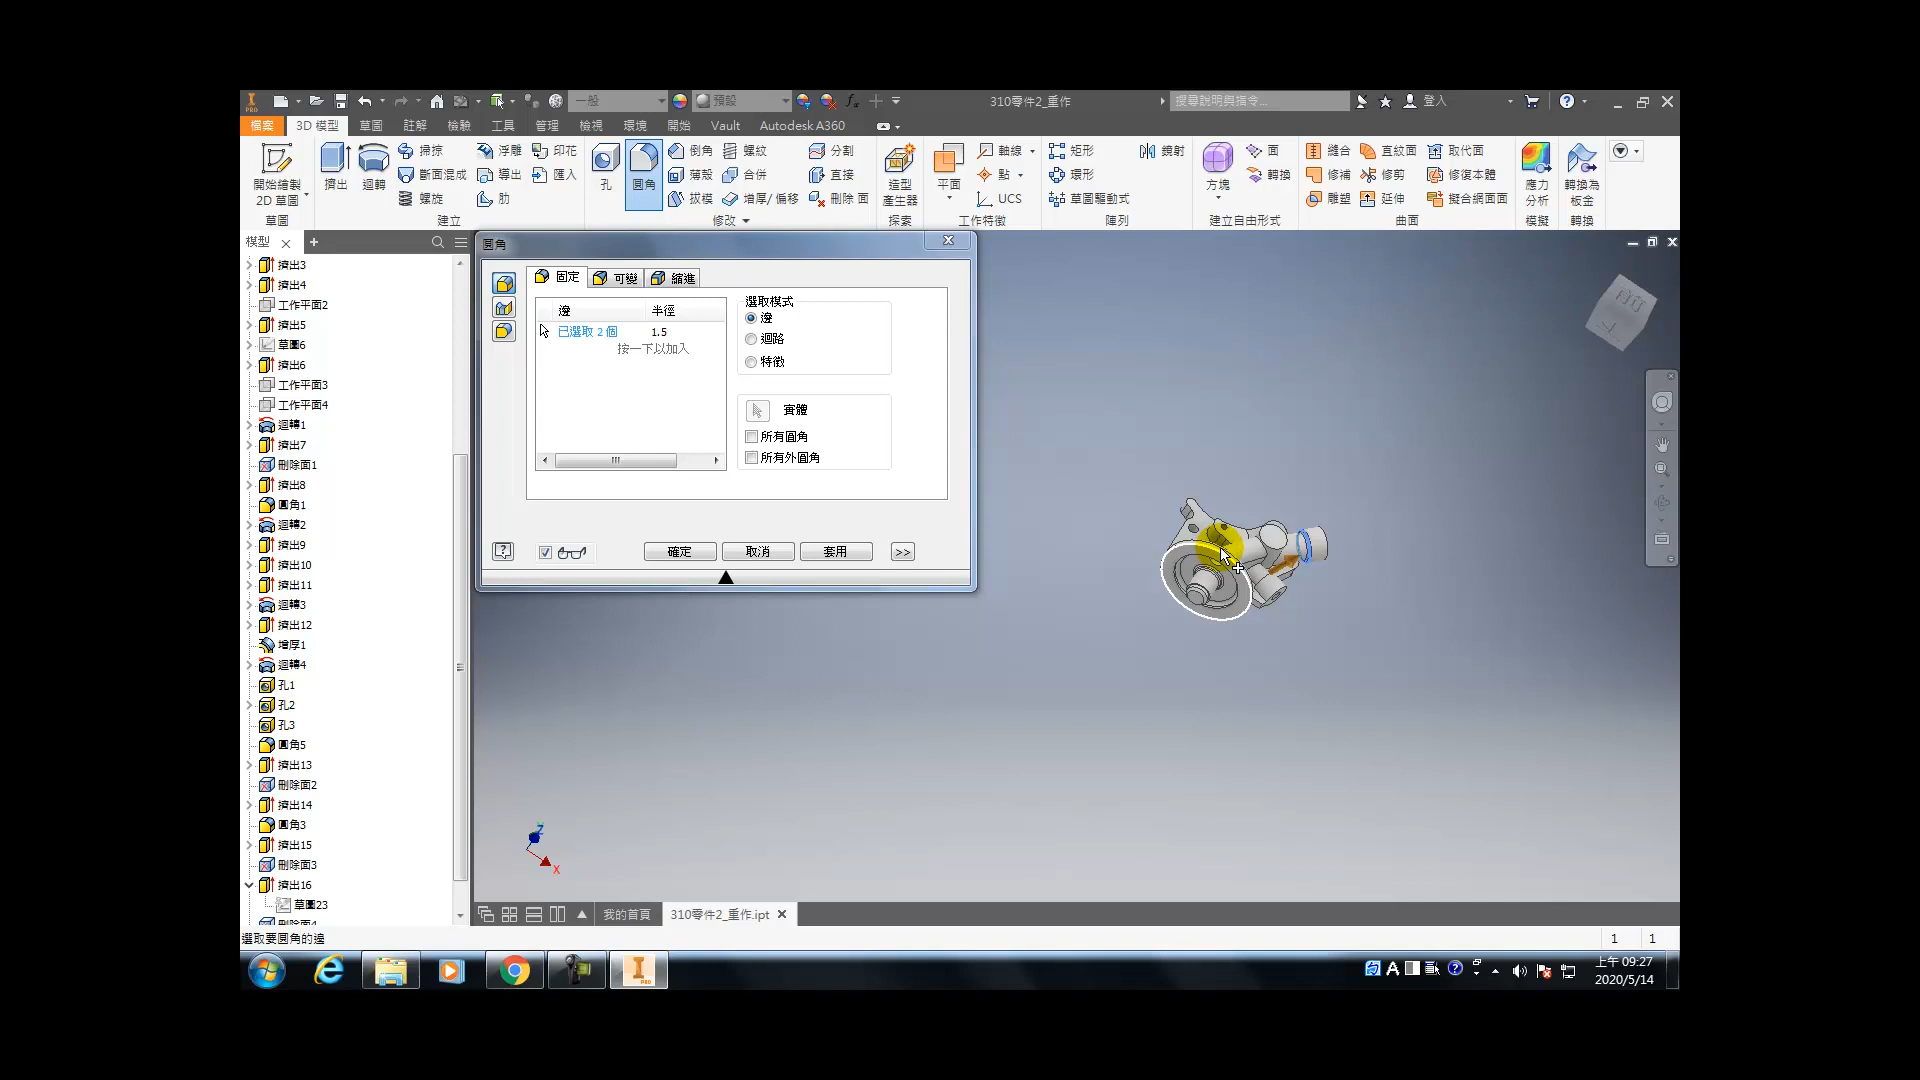 一般
預設
310零件2_重作
搜尋說明與指令...
登入
檔案
3D 模型
草圖
註解
檢驗
工具
管理
檢視
環境
開始
Vault
Autodesk A360
開始繪製
2D 草圖
擠出
迴轉
掃掠
斷面混成
螺旋
浮雕
導出
肋
印花
匯入
孔
圓角
倒角
薄殼
拔模
螺紋
合併
增厚/ 偏移
分割
直接
刪除 面
造型
產生器
平面
軸線
點
UCS
矩形
環形
草圖驅動式
鏡射
方塊
面
轉換
縫合
修補
雕塑
直紋面
修剪
延伸
取代面
修復本體
擬合網面面
應力
分析
轉換為
板金
草圖
建立
修改
探索
工作特徵
陣列
建立自由形式
曲面
模擬
轉換
模型
擠出3
擠出4
工作平面2
擠出5
草圖6
擠出6
工作平面3
工作平面4
迴轉1
擠出7
刪除面1
擠出8
圓角1
迴轉2
擠出9
擠出10
擠出11
迴轉3
擠出12
增厚1
迴轉4
孔1
孔2
孔3
圓角5
擠出13
刪除面2
擠出14
圓角3
擠出15
刪除面3
擠出16
草圖23
刪除面4
圓角
固定
可變
縮進
邊
半徑
已選取 2 個
1.5
按一下以加入
選取模式
邊
迴路
特徵
實體
所有圓角
所有外圓角
確定
取消
套用
>>
Z
X
我的首頁
310零件2_重作.ipt
選取要圓角的邊
1
1
上午 09:27
2020/5/14